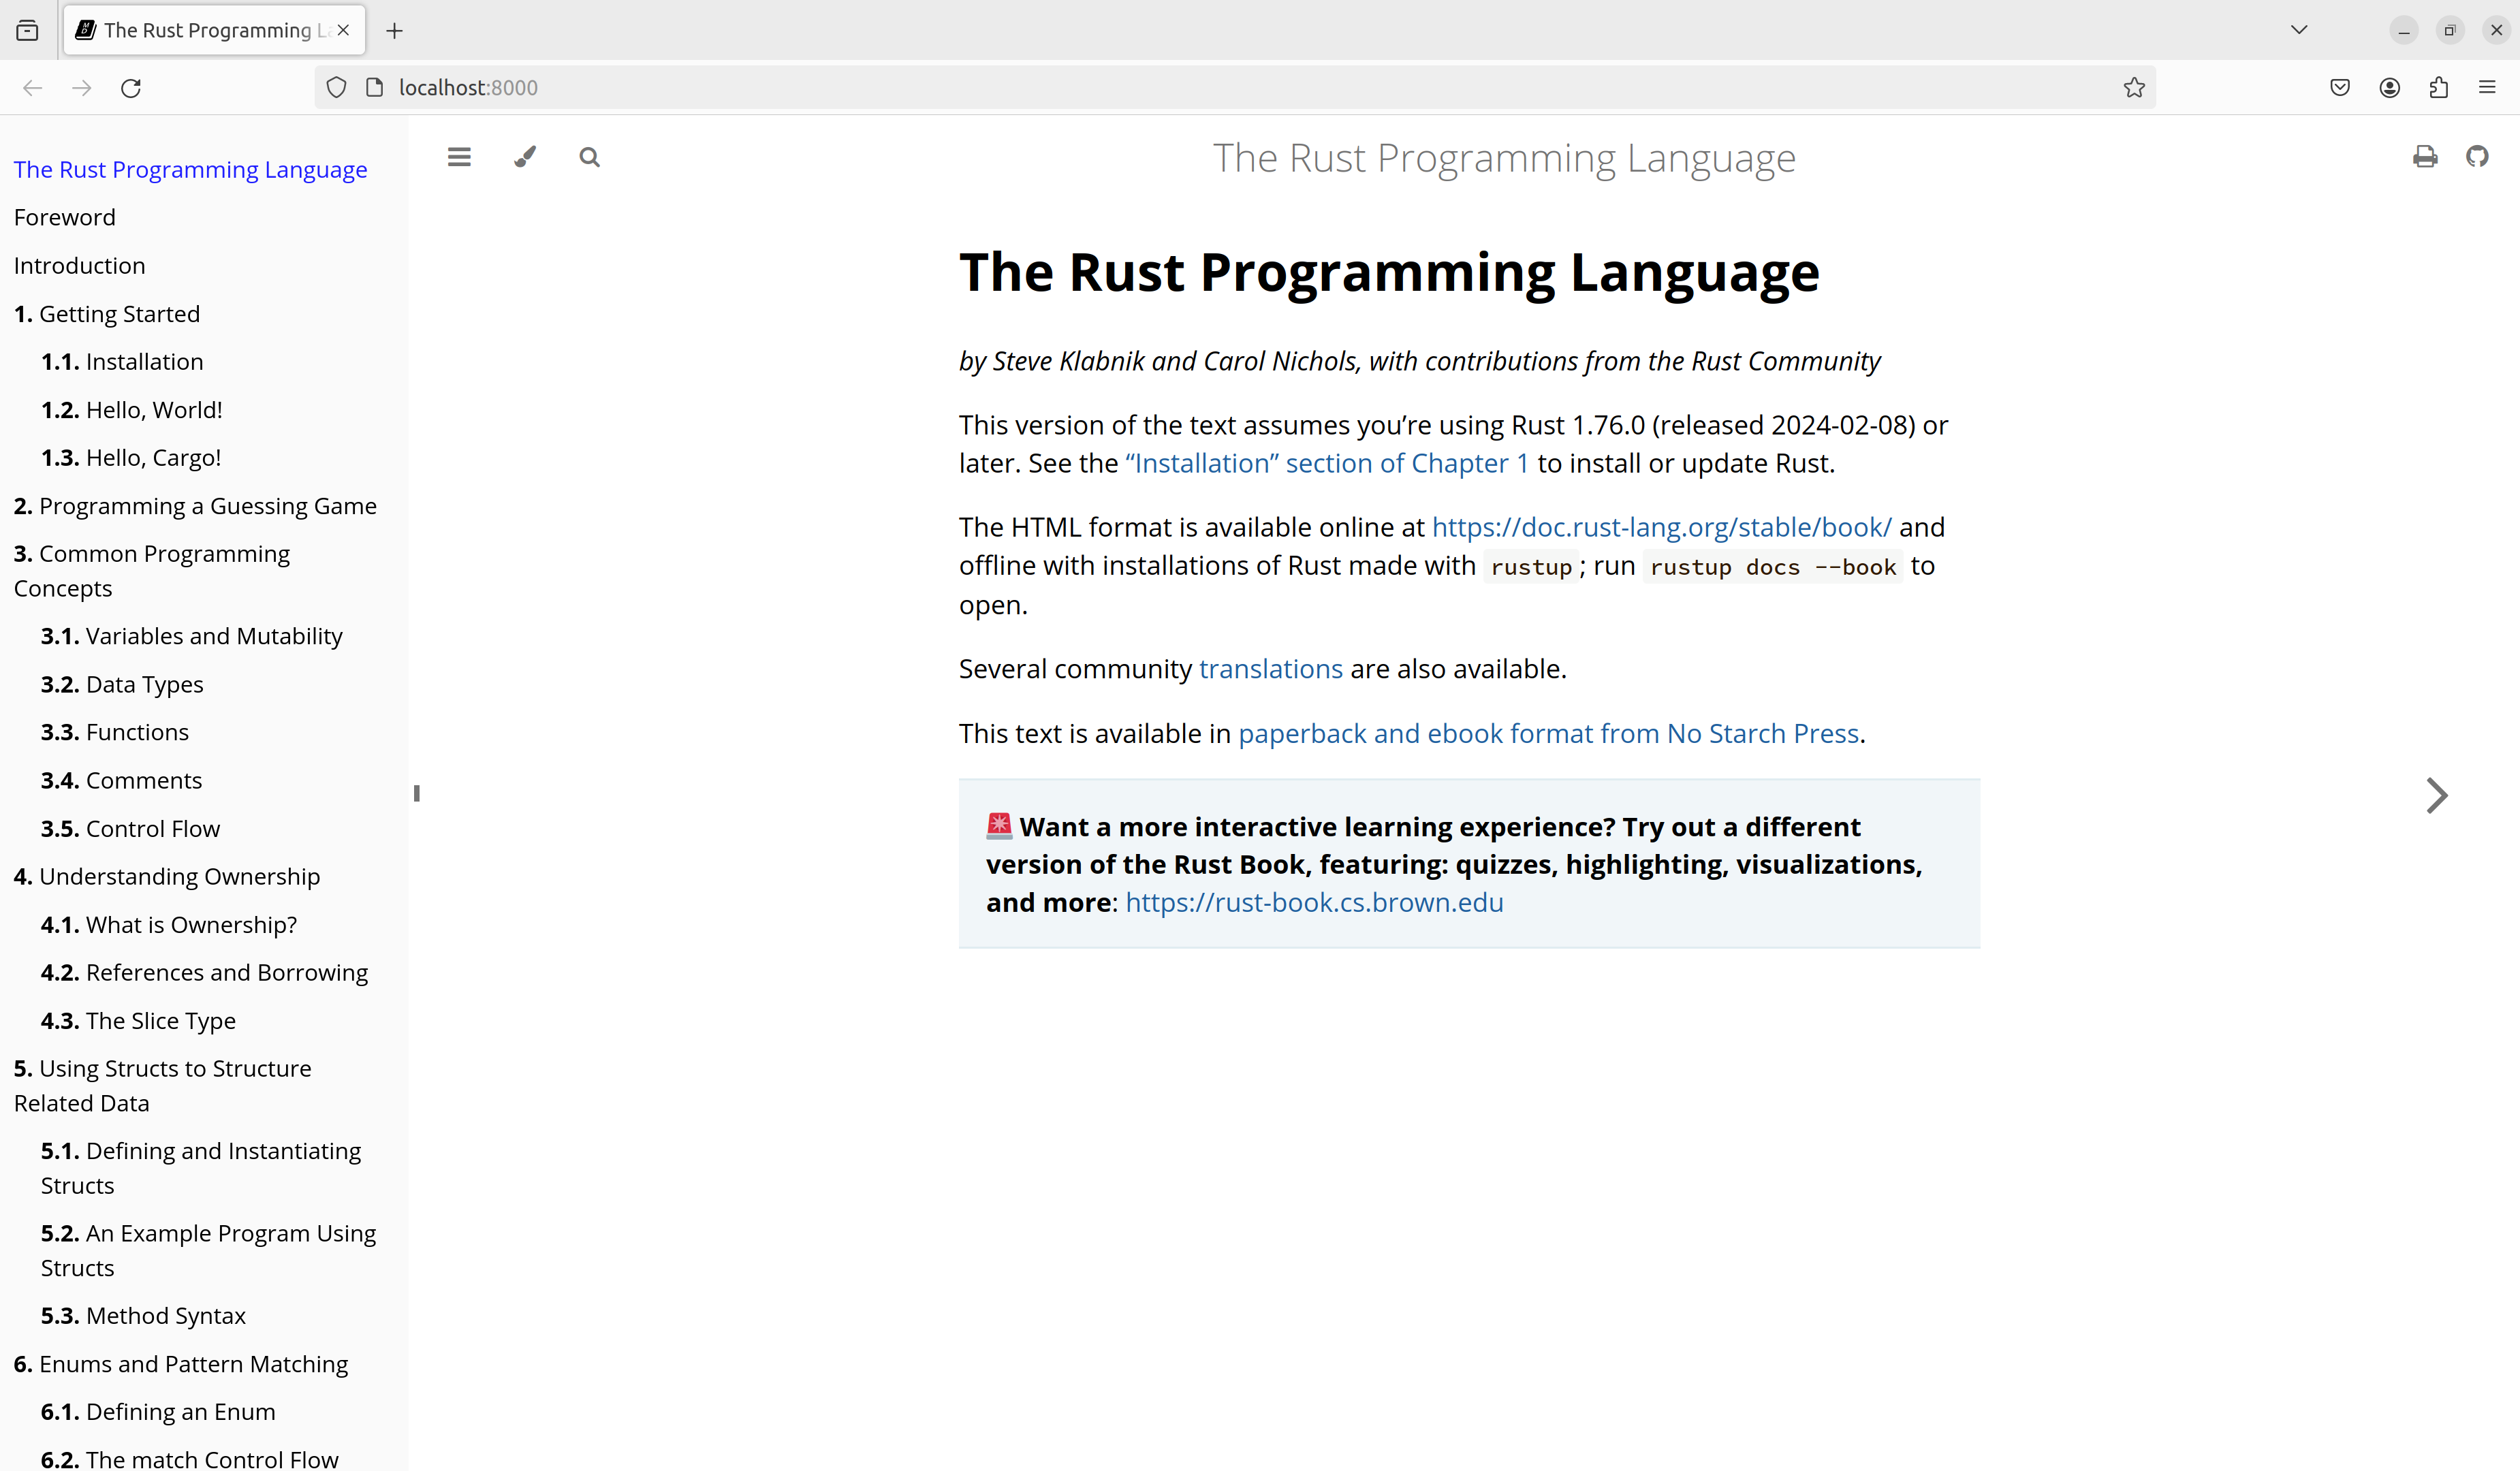 The Rust Programming La
localhost:8000
The Rust Programming Language
Foreword
Introduction
1. Getting Started
1.1. Installation
1.2. Hello, World!
1.3. Hello, Cargo!
2. Programming a Guessing Game
3. Common Programming
Concepts
3.1. Variables and Mutability
3.2. Data Types
3.3. Functions
3.4. Comments
3.5. Control Flow
4. Understanding Ownership
4.1. What is Ownership?
4.2. References and Borrowing
4.3. The Slice Type
5. Using Structs to Structure
Related Data
5.1. Defining and Instantiating
Structs
5.2. An Example Program Using
Structs
5.3. Method Syntax
6. Enums and Pattern Matching
6.1. Defining an Enum
6.2. The match Control Flow
The Rust Programming Language
The Rust Programming Language
by Steve Klabnik and Carol Nichols, with contributions from the Rust Community
This version of the text assumes you’re using Rust 1.76.0 (released 2024-02-08) or
later. See the “Installation” section of Chapter 1 to install or update Rust.
The HTML format is available online at https://doc.rust-lang.org/stable/book/ and
offline with installations of Rust made with rustup; run rustup docs --book to
open.
Several community translations are also available.
This text is available in paperback and ebook format from No Starch Press.
🚨 Want a more interactive learning experience? Try out a different
version of the Rust Book, featuring: quizzes, highlighting, visualizations,
and more: https://rust-book.cs.brown.edu